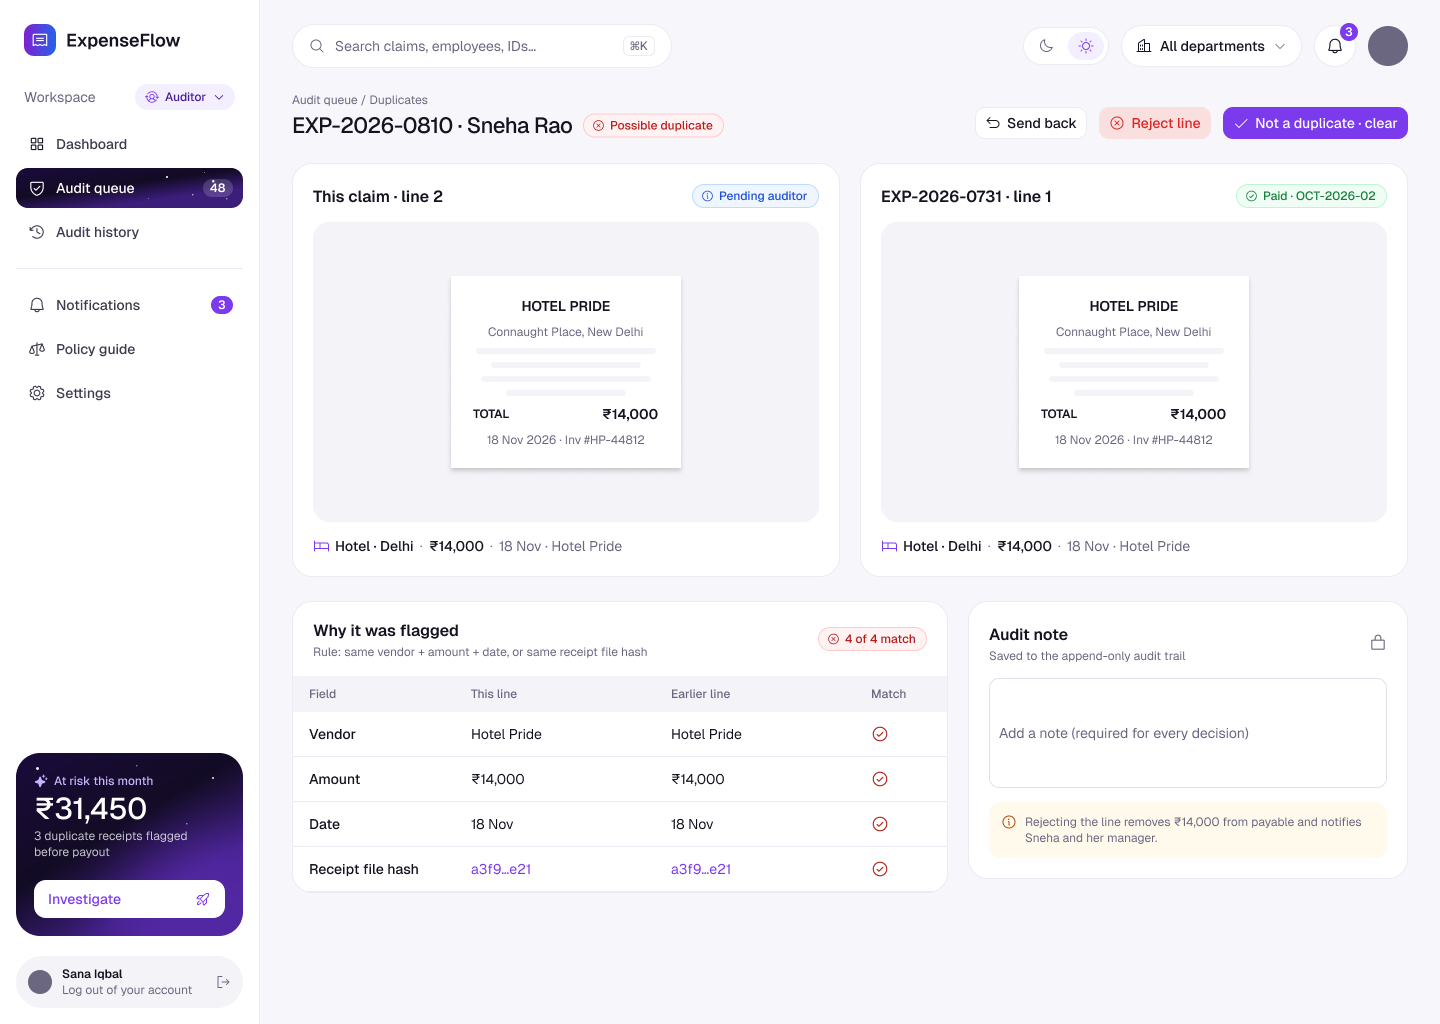 ExpenseFlow
Workspace
Auditor
Dashboard
Audit queue
48
Audit history
Notifications
3
Policy guide
Settings
At risk this month
₹31,450
3 duplicate receipts flagged
before payout
Investigate
Sana Iqbal
Log out of your account
Search claims, employees, IDs...
⌘K
All departments
3
Audit queue / Duplicates
EXP-2026-0810 · Sneha Rao
Possible duplicate
Send back
Reject line
Not a duplicate · clear
This claim · line 2
Pending auditor
HOTEL PRIDE
Connaught Place, New Delhi
TOTAL ₹14,000
18 Nov 2026 · Inv #HP-44812
Hotel · Delhi · ₹14,000 · 18 Nov · Hotel Pride
EXP-2026-0731 · line 1
Paid · OCT-2026-02
HOTEL PRIDE
Connaught Place, New Delhi
TOTAL ₹14,000
18 Nov 2026 · Inv #HP-44812
Hotel · Delhi · ₹14,000 · 18 Nov · Hotel Pride
Why it was flagged
Rule: same vendor + amount + date, or same receipt file hash
4 of 4 match
Field This line Earlier line Match
Vendor Hotel Pride Hotel Pride
Amount ₹14,000 ₹14,000
Date 18 Nov 18 Nov
Receipt file hash a3f9…e21 a3f9…e21
Audit note
Saved to the append-only audit trail
Add a note (required for every decision)
Rejecting the line removes ₹14,000 from payable and notifies
Sneha and her manager.